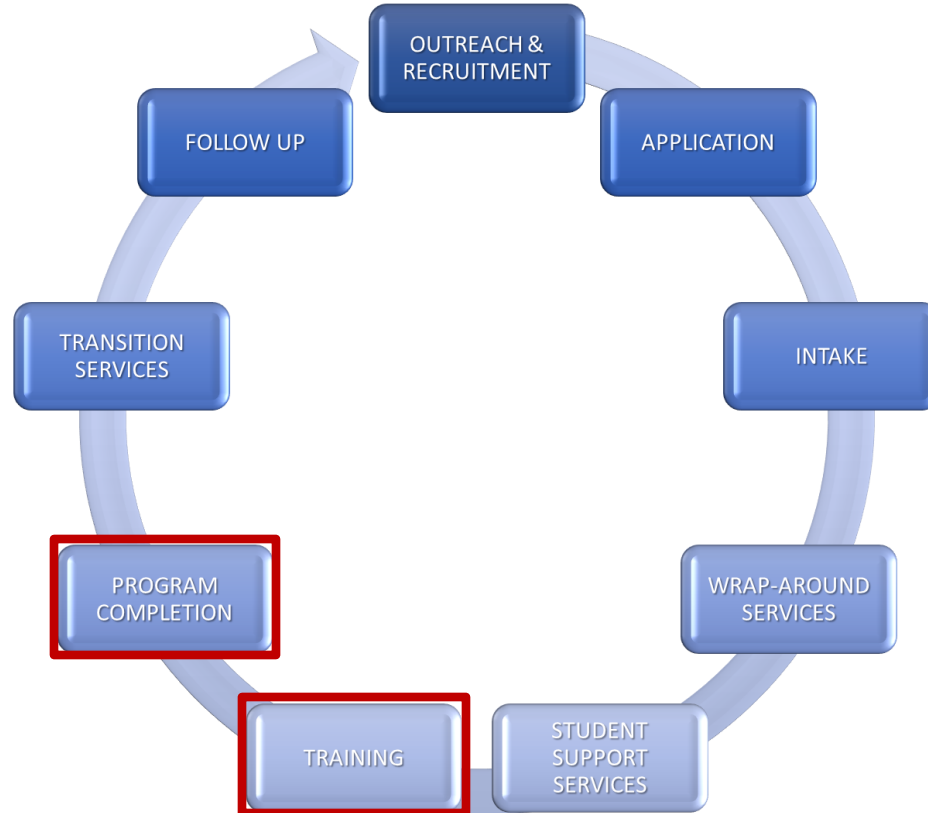 OUTREACH &
RECRUITMENT
APPLICATION
INTAKE
WRAP-AROUND
SERVICES
STUDENT
SUPPORT
SERVICES
TRAINING
PROGRAM
COMPLETION
TRANSITION
SERVICES
FOLLOW UP